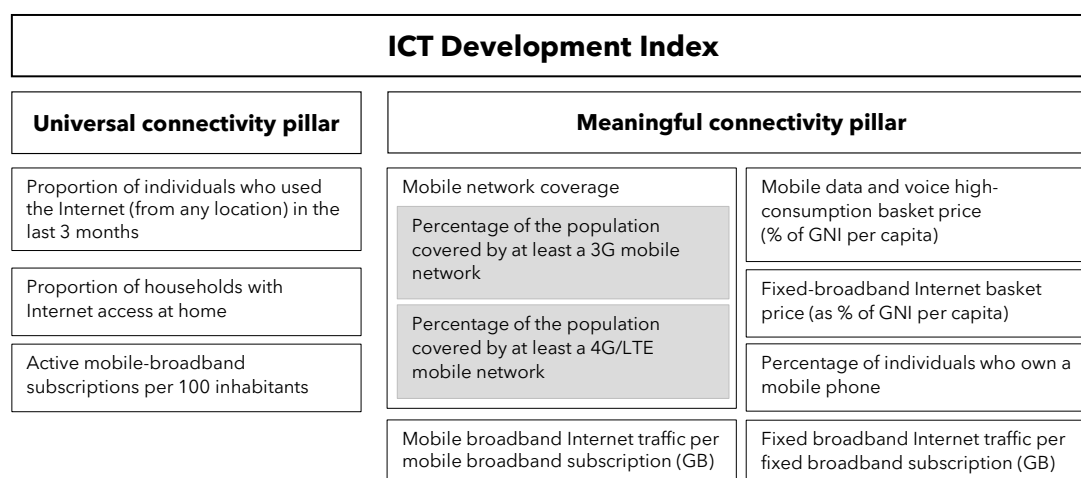 ICT Development Index
Universal connectivity pillar
Proportion of individuals who used
the Internet (from any location) in the
last 3 months
Proportion of households with
Internet access at home
Active mobile-broadband
subscriptions per 100 inhabitants
Meaningful connectivity pillar
Mobile network coverage
Percentage of the population
covered by at least a 3G mobile
network
Percentage of the population
covered by at least a 4G/LTE
mobile network
Mobile broadband Internet traffic per
mobile broadband subscription (GB)
Mobile data and voice high-
consumption basket price
(% of GNI per capita)
Fixed-broadband Internet basket
price (as % of GNI per capita)
Percentage of individuals who own a
mobile phone
Fixed broadband Internet traffic per
fixed broadband subscription (GB)